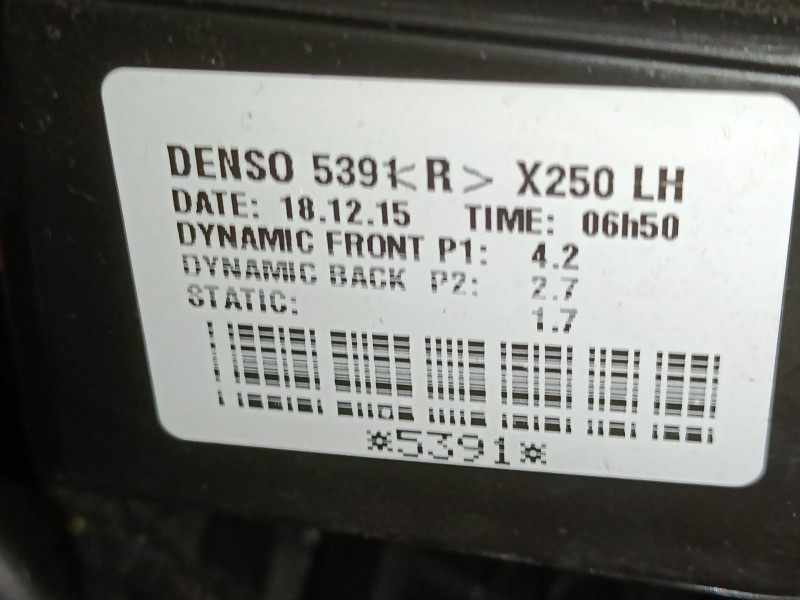 DENSO 5391<R> X250 LH
DATE: 18.12.15 TIME: 06h50
DYNAMIC FRONT P1: 4.2
DYNAMIC BACK P2: 2.7
STATIC: 1.7
*5391*